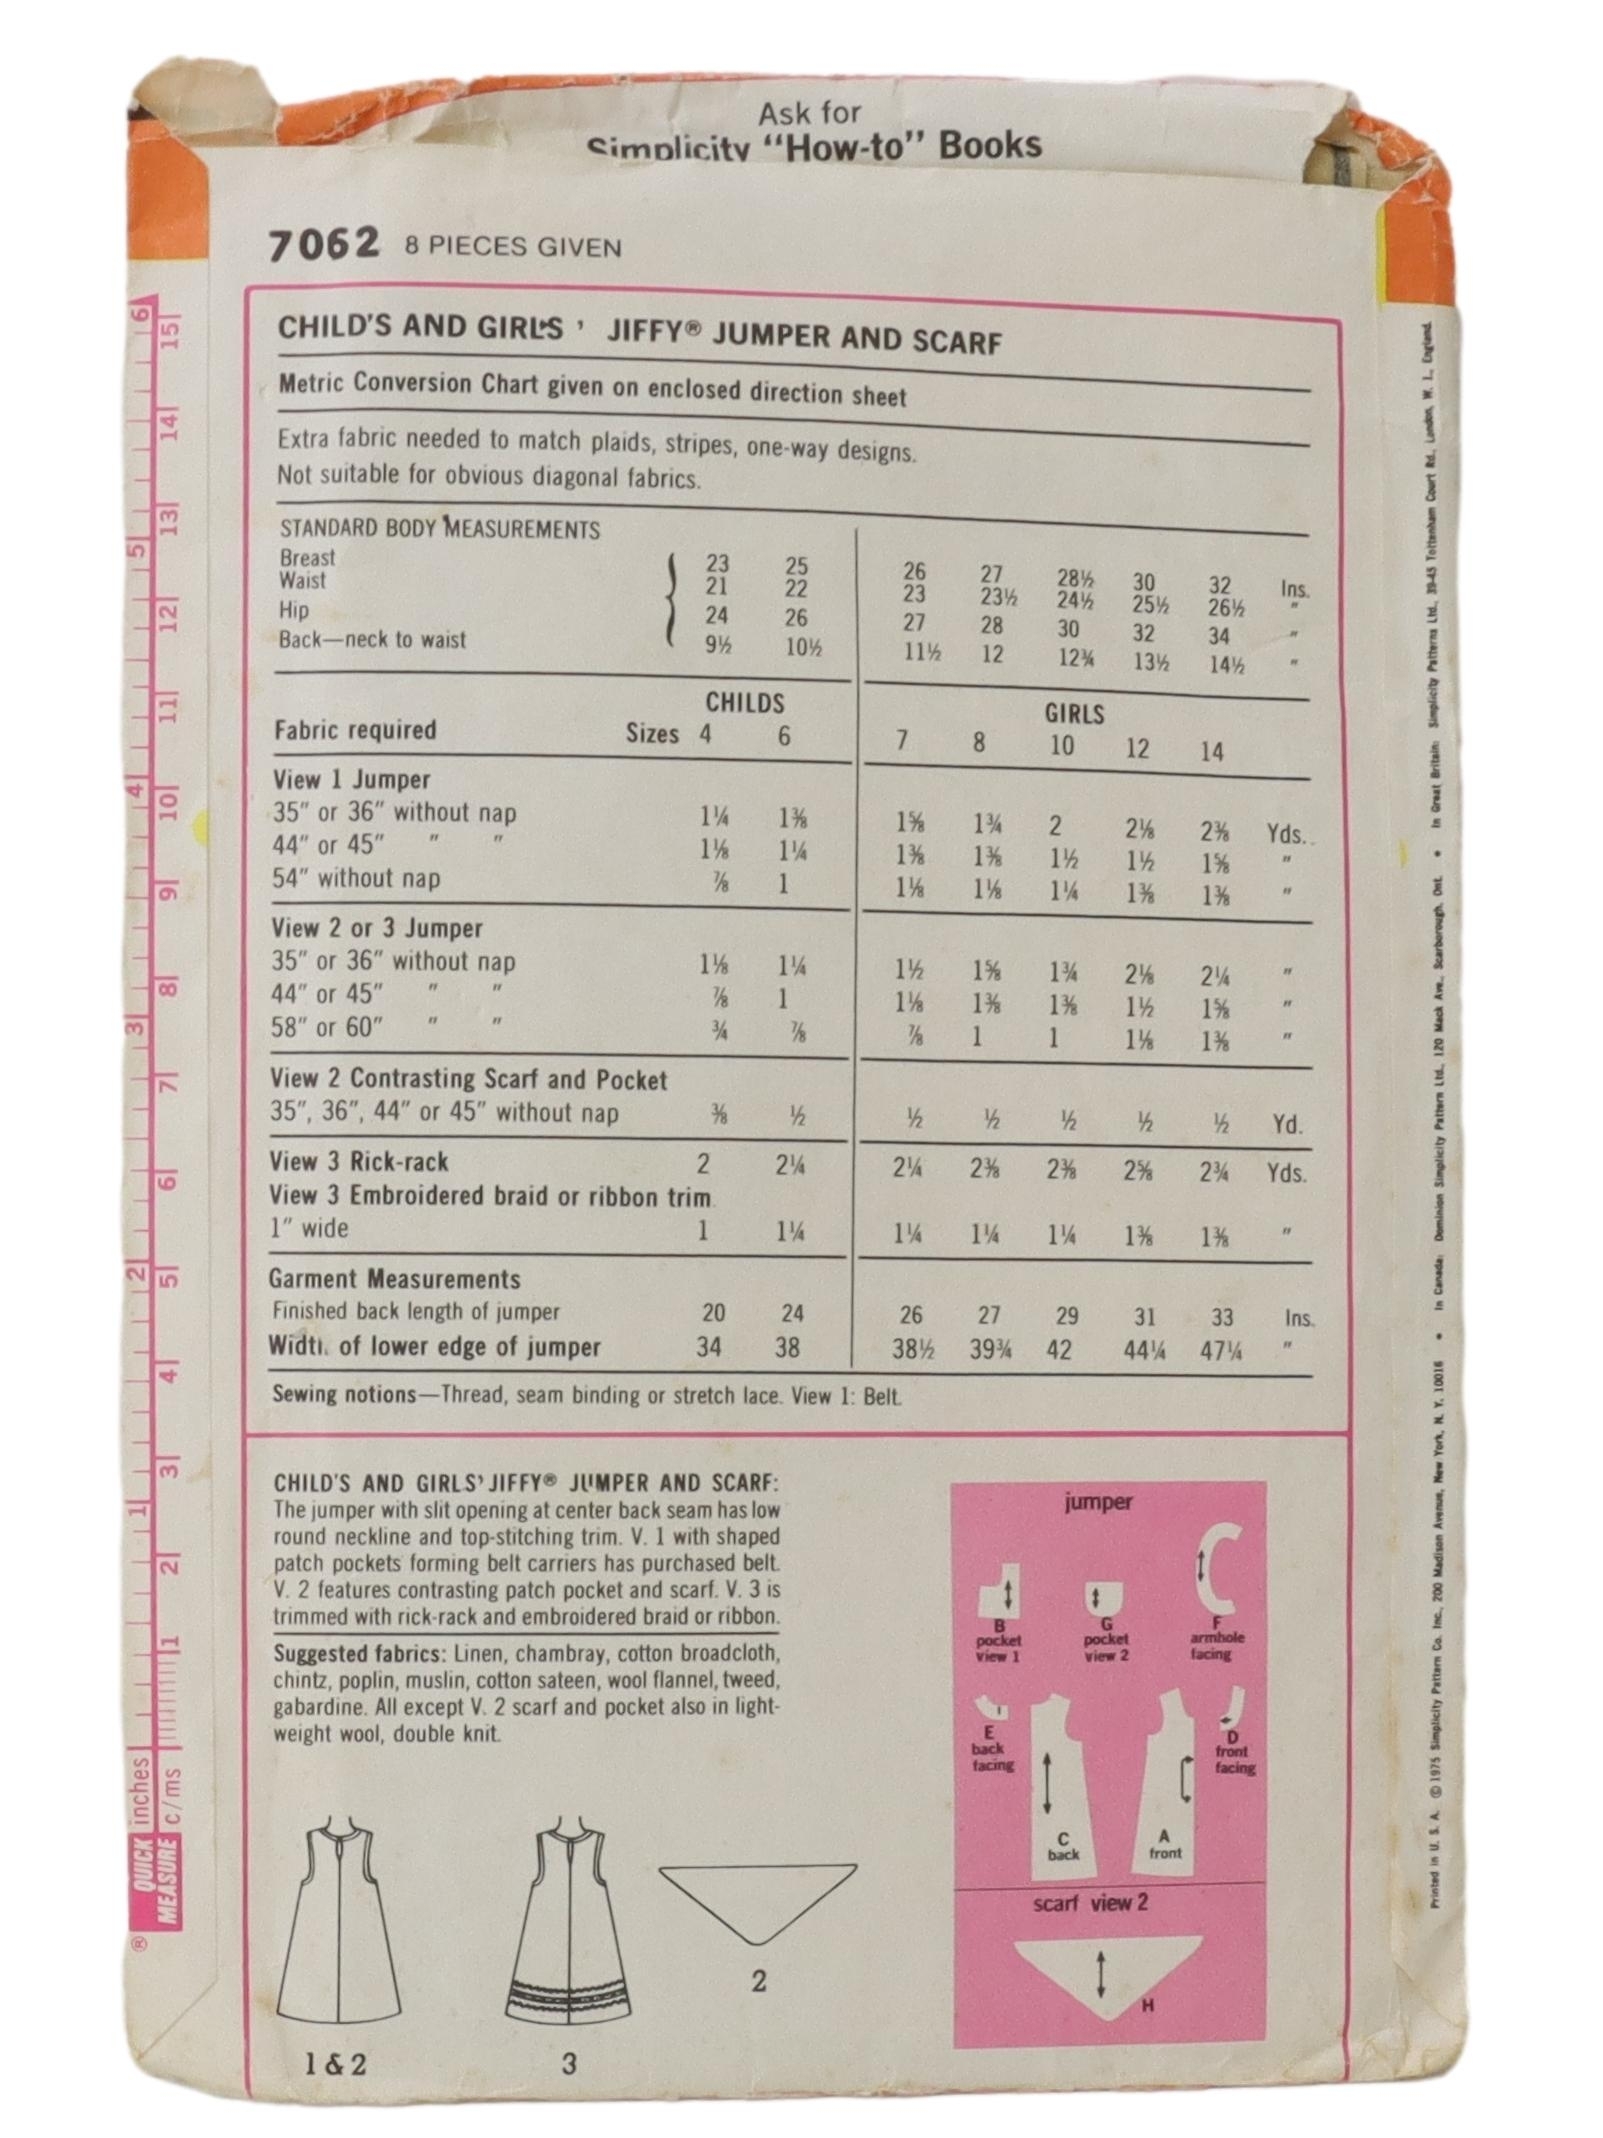 Ask for
Simplicity "How-to" Books
7062 8 PIECES GIVEN
CHILD'S AND GIRL'S ' JIFFY® JUMPER AND SCARF
Metric Conversion Chart given on enclosed direction sheet
Extra fabric needed to match plaids, stripes, one-way designs.
Not suitable for obvious diagonal fabrics.
STANDARD BODY MEASUREMENTS
Breast 23 25 26 27 28½ 30 32 Ins.
Waist 21 22 23 23½ 24½ 25½ 26½ "
Hip 24 26 27 28 30 32 34 "
Back—neck to waist 9½ 10½ 11½ 12 12¾ 13½ 14½ "
CHILDS GIRLS
Fabric required Sizes 4 6 7 8 10 12 14
View 1 Jumper
35" or 36" without nap 1¼ 1⅜ 1⅝ 1¾ 2 2⅛ 2⅜ Yds.
44" or 45" " " 1⅛ 1¼ 1⅜ 1⅜ 1½ 1½ 1⅝ "
54" without nap ⅞ 1 1⅛ 1⅛ 1¼ 1⅜ 1⅜ "
View 2 or 3 Jumper
35" or 36" without nap 1⅛ 1¼ 1½ 1⅝ 1¾ 2⅛ 2¼ "
44" or 45" " " ⅞ 1 1⅛ 1⅜ 1⅜ 1½ 1⅝ "
58" or 60" " " ¾ ⅞ ⅞ 1 1 1⅛ 1⅜ "
View 2 Contrasting Scarf and Pocket
35", 36", 44" or 45" without nap ⅜ ½ ½ ½ ½ ½ ½ Yd.
View 3 Rick-rack 2 2¼ 2¼ 2⅜ 2⅜ 2⅝ 2¾ Yds.
View 3 Embroidered braid or ribbon trim
1" wide 1 1¼ 1¼ 1¼ 1¼ 1⅜ 1⅜ "
Garment Measurements
Finished back length of jumper 20 24 26 27 29 31 33 Ins.
Width of lower edge of jumper 34 38 38½ 39¾ 42 44¼ 47¼ "
Sewing notions—Thread, seam binding or stretch lace. View 1: Belt.
CHILD'S AND GIRLS' JIFFY® JUMPER AND SCARF:
The jumper with slit opening at center back seam has low
round neckline and top-stitching trim. V. 1 with shaped
patch pockets forming belt carriers has purchased belt.
V. 2 features contrasting patch pocket and scarf. V. 3 is
trimmed with rick-rack and embroidered braid or ribbon.
Suggested fabrics: Linen, chambray, cotton broadcloth,
chintz, poplin, muslin, cotton sateen, wool flannel, tweed,
gabardine. All except V. 2 scarf and pocket also in light-
weight wool, double knit.
1 & 2
3
2
jumper
B
pocket
view 1
G
pocket
view 2
F
armhole
facing
E
back
facing
C
back
A
front
D
front
facing
scarf view 2
H
6 5 4 3 2 1 inches
15 14 13 12 11 10 9 8 7 6 5 4 3 2 1 c/ms
QUICK
MEASURE
®
Printed in U. S. A. © 1975 Simplicity Pattern Co. Inc., 200 Madison Avenue, New York, N. Y. 10016 • In Canada: Dominion Simplicity Pattern Ltd., 120 Mack Ave., Scarborough, Ont. • In Great Britain: Simplicity Patterns Ltd., 39-45 Tottenham Court Rd., London, W. 1., England.